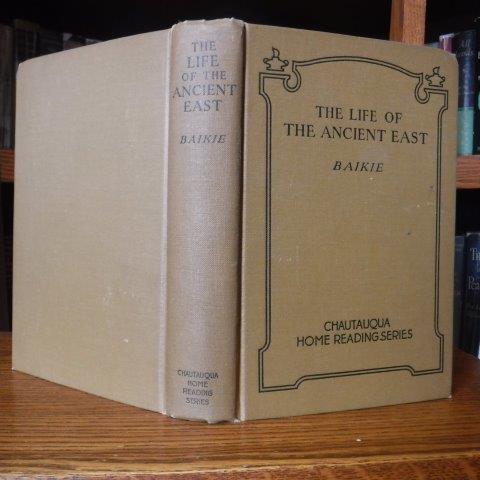 THE
LIFE
OF THE
ANCIENT
EAST
BAIKIE
CHAUTAUQUA
HOME
READING
SERIES
THE LIFE OF
THE ANCIENT EAST
BAIKIE
CHAUTAUQUA
HOME READING SERIES